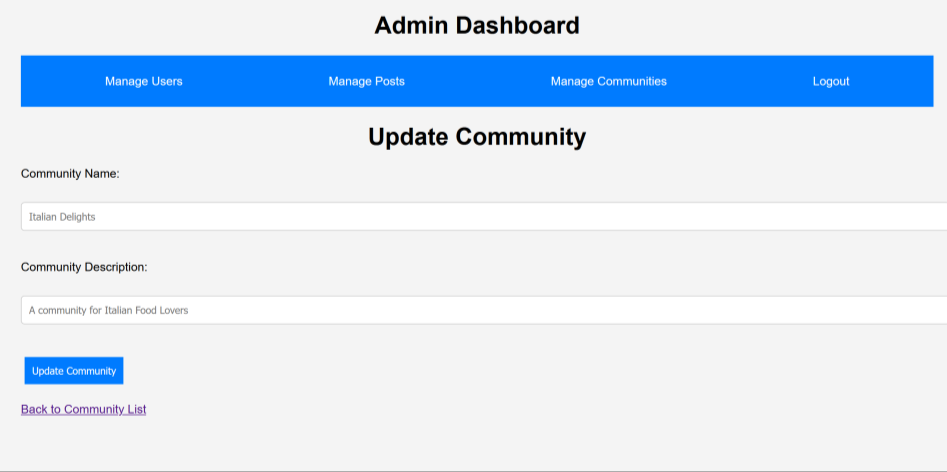 Admin Dashboard
Manage Users Manage Posts Manage Communities Logout
Update Community
Community Name:
Italian Delights
Community Description:
A community for Italian Food Lovers
Update Community
Back to Community List